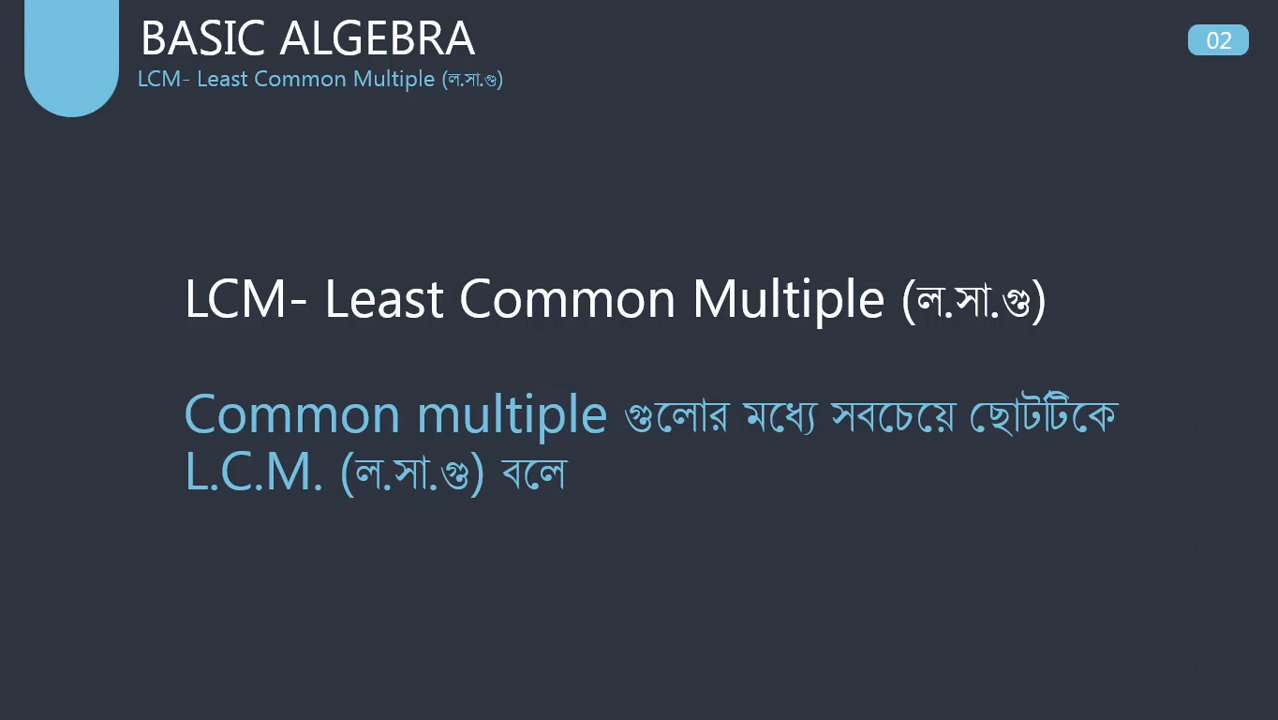 BASIC ALGEBRA
02
LCM- Least Common Multiple (ল.সা.গু)
LCM- Least Common Multiple (ল.সা.গু)
Common multiple গুলোর মধ্যে সবচেয়ে ছোটটিকে
L.C.M. (ল.সা.গু) বলে